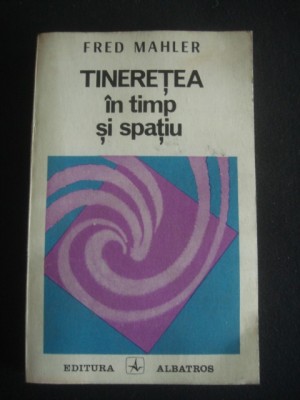 FRED MAHLER
TINEREȚEA
în timp
și spațiu
EDITURA ALBATROS